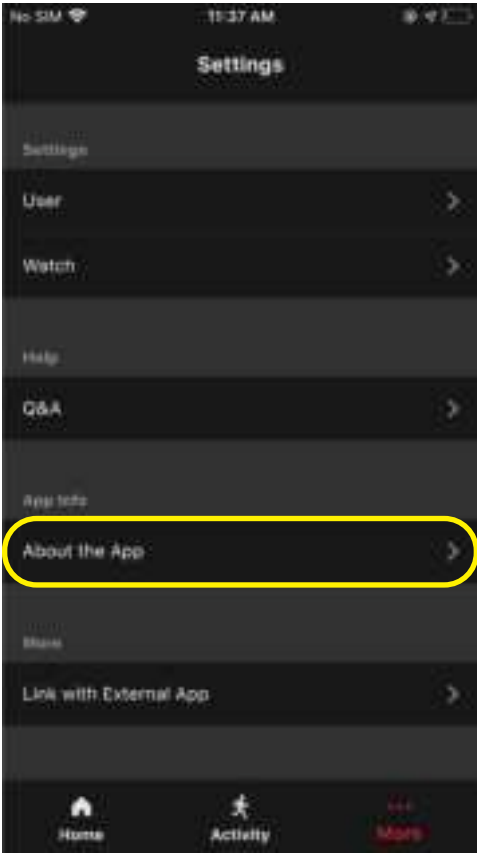 No SIM 11:37 AM
Settings
Settings
User
Watch
Help
Q&A
App Info
About the App
More
Link with External App
Home Activity More